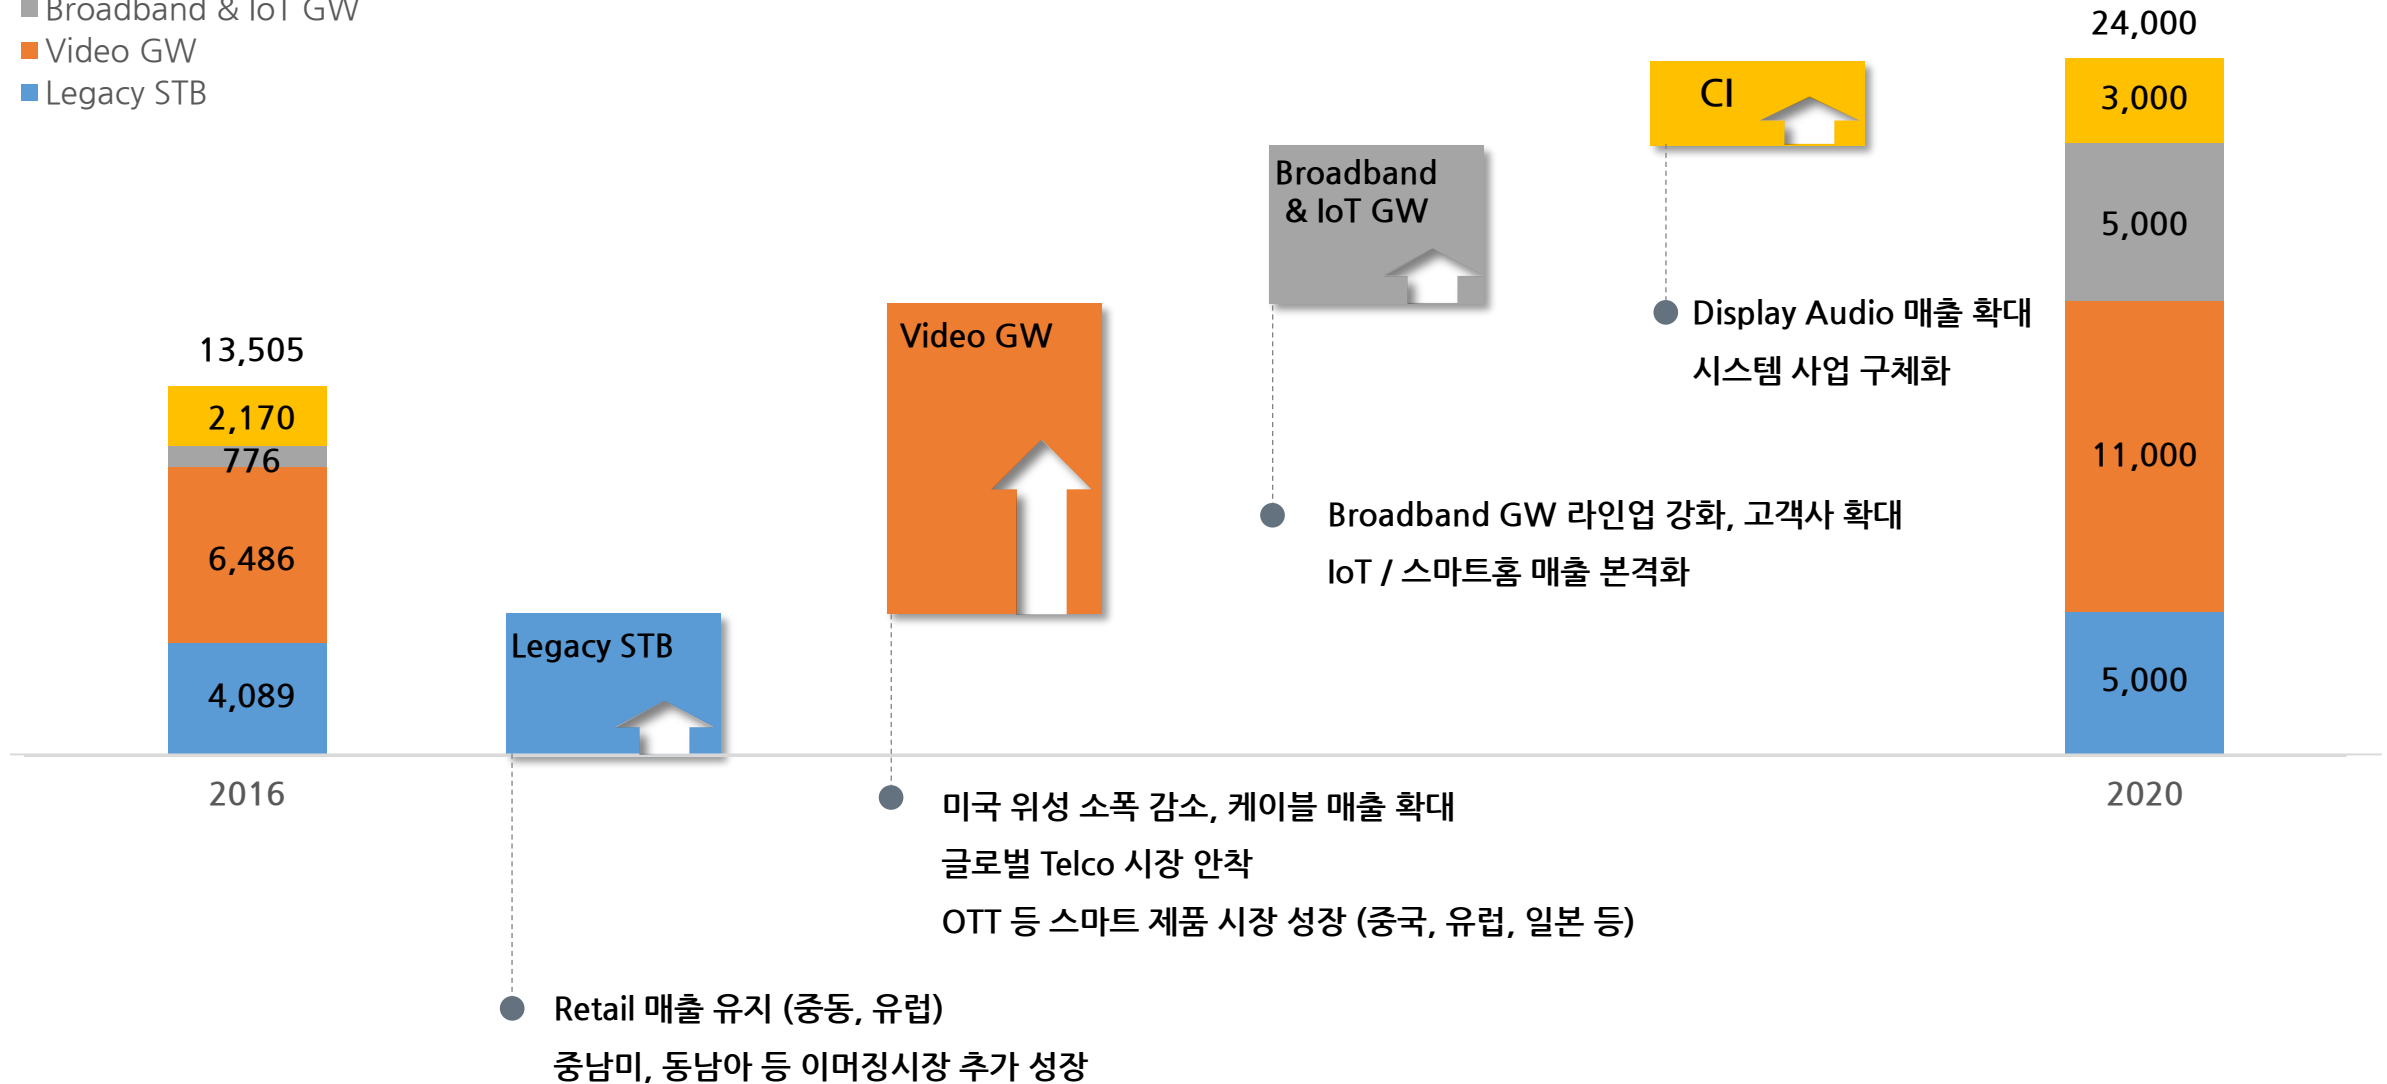 Broadband & IoT GW
Video GW
Legacy STB
24,000
3,000
5,000
11,000
5,000
2020
CI
Display Audio 매출 확대
시스템 사업 구체화
Broadband
& IoT GW
Broadband GW 라인업 강화, 고객사 확대
IoT / 스마트홈 매출 본격화
Video GW
미국 위성 소폭 감소, 케이블 매출 확대
글로벌 Telco 시장 안착
OTT 등 스마트 제품 시장 성장 (중국, 유럽, 일본 등)
Legacy STB
Retail 매출 유지 (중동, 유럽)
중남미, 동남아 등 이머징시장 추가 성장
13,505
2,170
776
6,486
4,089
2016